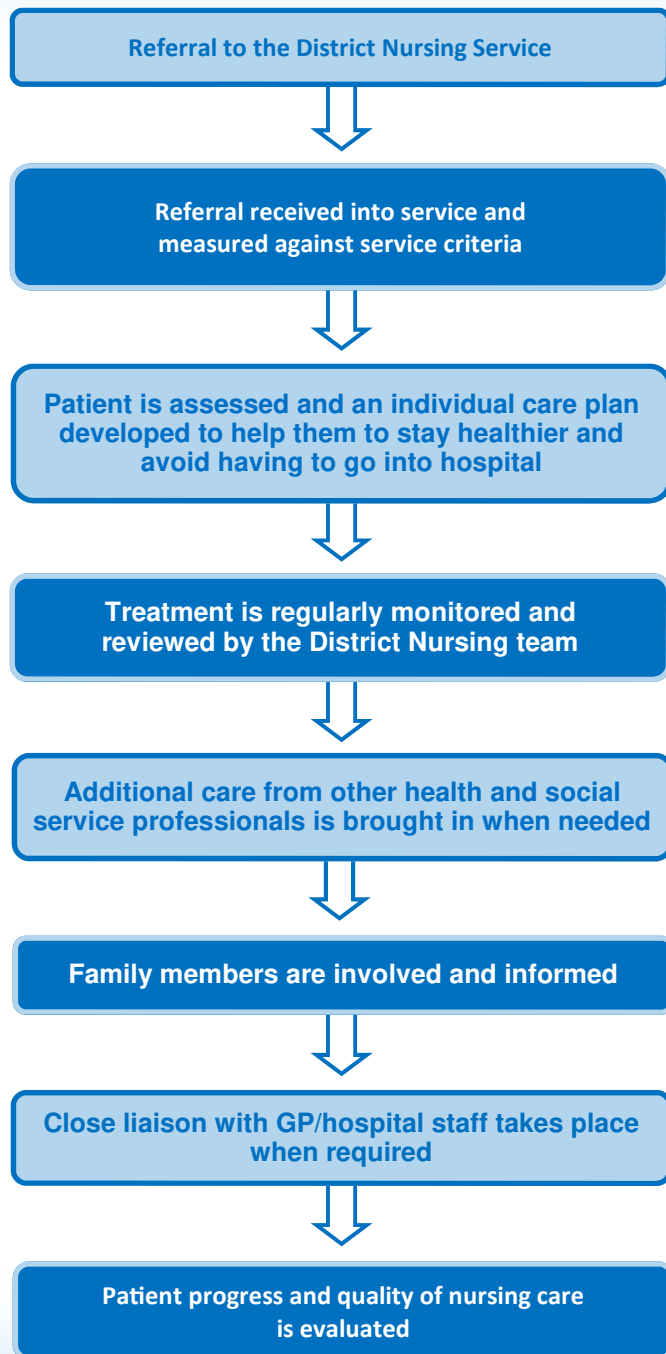 Referral to the District Nursing Service
Referral received into service and
measured against service criteria
Patient is assessed and an individual care plan
developed to help them to stay healthier and
avoid having to go into hospital
Treatment is regularly monitored and
reviewed by the District Nursing team
Additional care from other health and social
service professionals is brought in when needed
Family members are involved and informed
Close liaison with GP/hospital staff takes place
when required
Patient progress and quality of nursing care
is evaluated